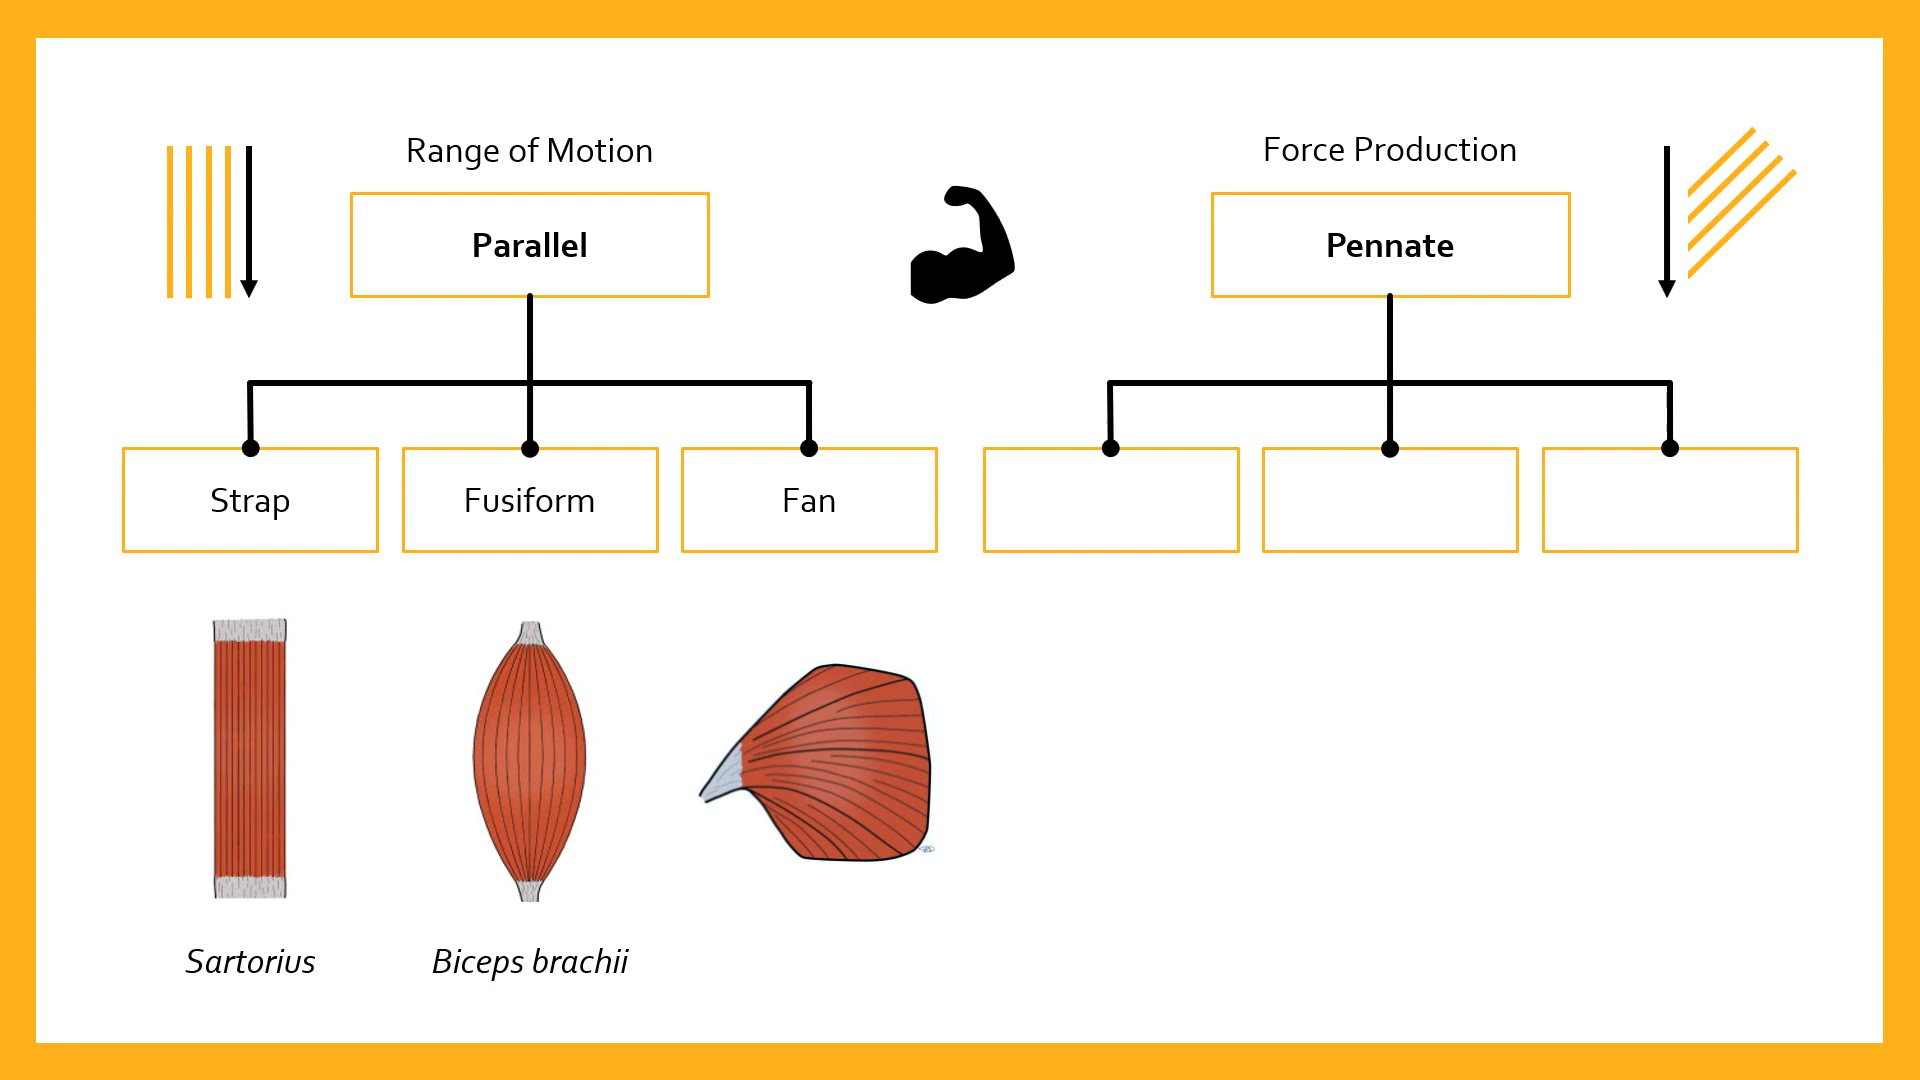 Range of Motion
Force Production
Parallel
Pennate
Strap
Fusiform
Fan
Sartorius
Biceps brachii